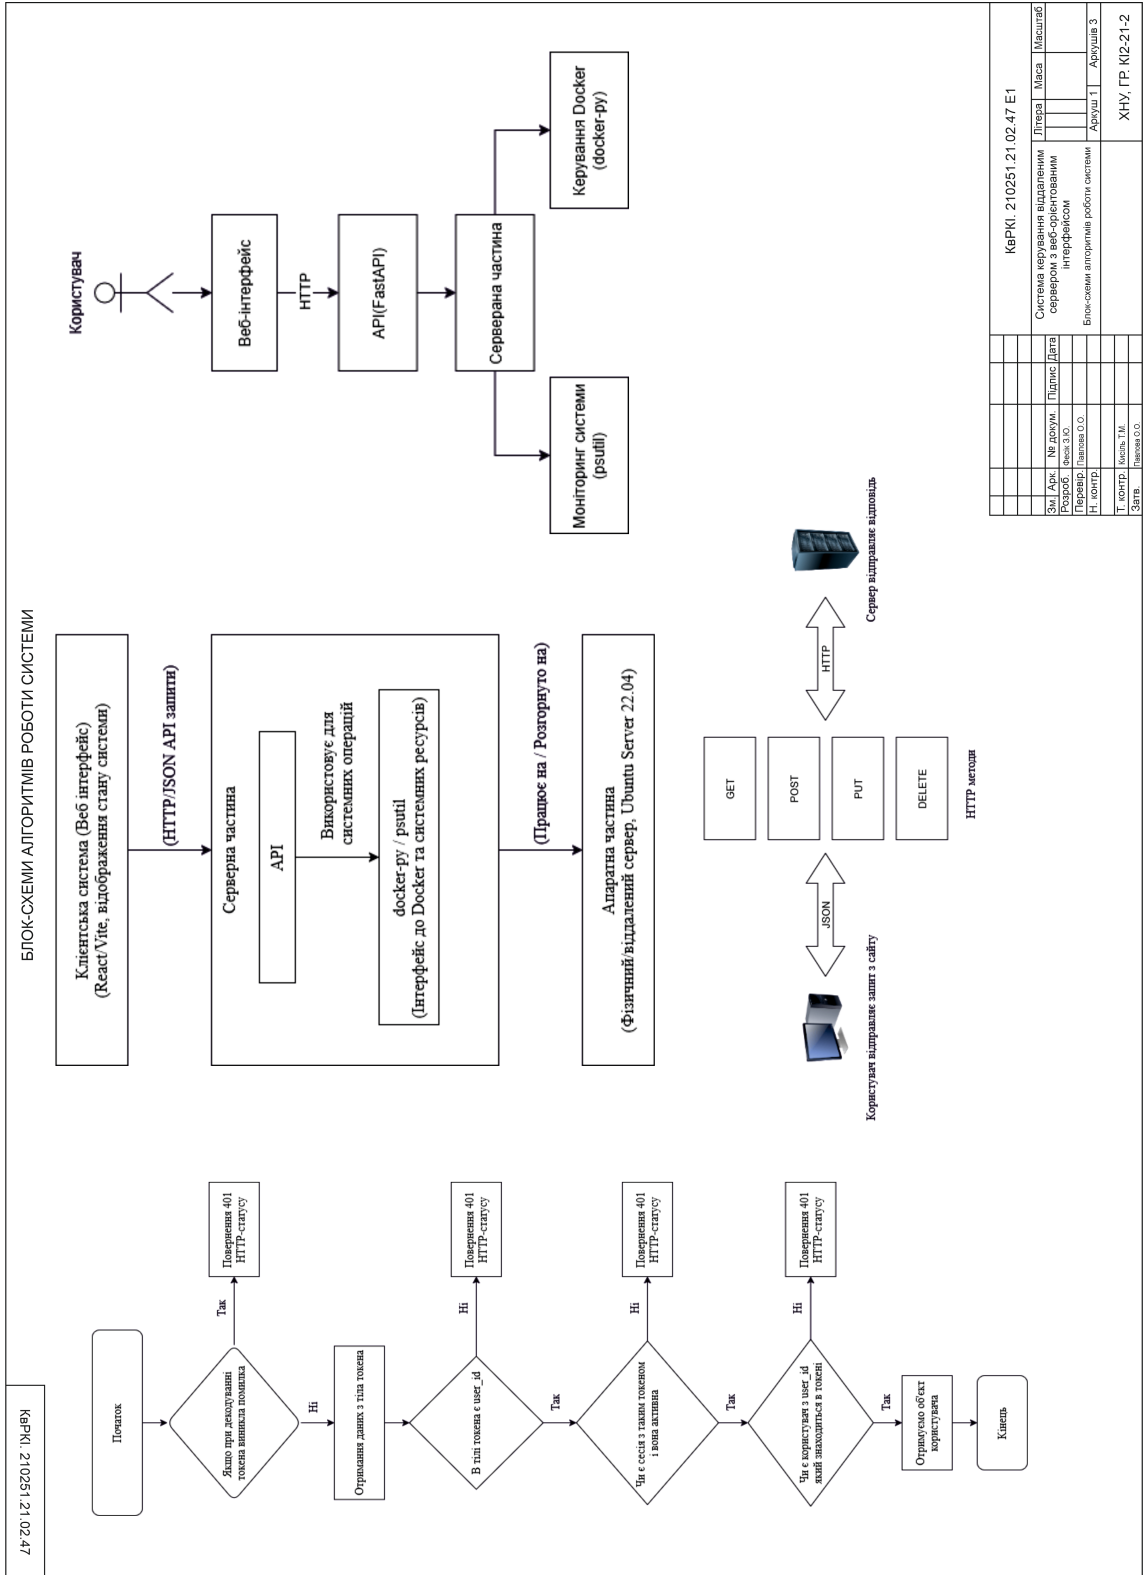 КвРКІ. 210251.21.02.47
БЛОК-СХЕМИ АЛГОРИТМІВ РОБОТИ СИСТЕМИ
Початок
Якщо при декодуванні
токена виникла помилка
Так
Повернення 401
HTTP-статусу
Ні
Отримання даних з тіла токена
В тілі токена є user_id
Ні
Повернення 401
HTTP-статусу
Так
Чи є сесія з таким токеном
і вона активна
Ні
Повернення 401
HTTP-статусу
Так
Чи є користувач з user_id
який знаходиться в токені
Ні
Повернення 401
HTTP-статусу
Так
Отримуємо об'єкт
користувача
Кінець
Клієнтська система (Веб інтерфейс)
(React/Vite, відображення стану системи)
(HTTP/JSON API запити)
Серверна частина
API
Використовує для
системних операцій
docker-py / psutil
(Інтерфейс до Docker та системних ресурсів)
(Працює на / Розгорнуто на)
Апаратна частина
(Фізичний/віддалений сервер, Ubuntu Server 22.04)
GET
POST
PUT
DELETE
HTTP методи
JSON
HTTP
Користувач відправляє запит з сайту
Сервер відправляє відповідь
Користувач
Веб-інтерфейс
HTTP
API(FastAPI)
Серверана частина
Моніторинг системи
(psutil)
Керування Docker
(docker-py)
КвРКІ. 210251.21.02.47 Е1
Зм. Арк. № докум. Підпис Дата
Розроб. Фесік З.Ю.
Перевір. Павлова О.О.
Н. контр.
Т. контр. Кисіль Т.М.
Затв. Павлова О.О.
Система керування віддаленим
сервером з веб-орієнтованим
інтерфейсом
Блок-схеми алгоритмів роботи системи
Літера Маса Масштаб
Аркуш 1 Аркушів 3
ХНУ, ГР. КІ2-21-2